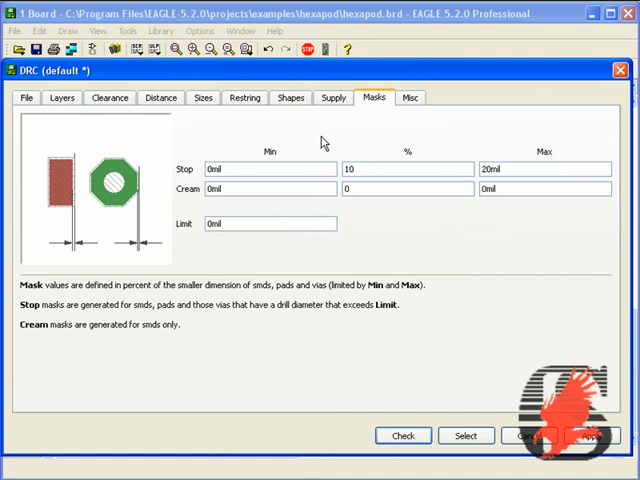 1 Board - C:\Program Files\EAGLE-5.2.0\projects\examples\hexapod\hexapod.brd - EAGLE 5.2.0 Professional
File Edit Draw View Tools Library Options Window Help
STOP
DRC (default *)
File Layers Clearance Distance Sizes Restring Shapes Supply Masks Misc
Min % Max
Stop 0mil 10 20mil
Cream 0mil 0 0mil
Limit 0mil
Mask values are defined in percent of the smaller dimension of smds, pads and vias (limited by Min and Max).
Stop masks are generated for smds, pads and those vias that have a drill diameter that exceeds Limit.
Cream masks are generated for smds only.
Check Select